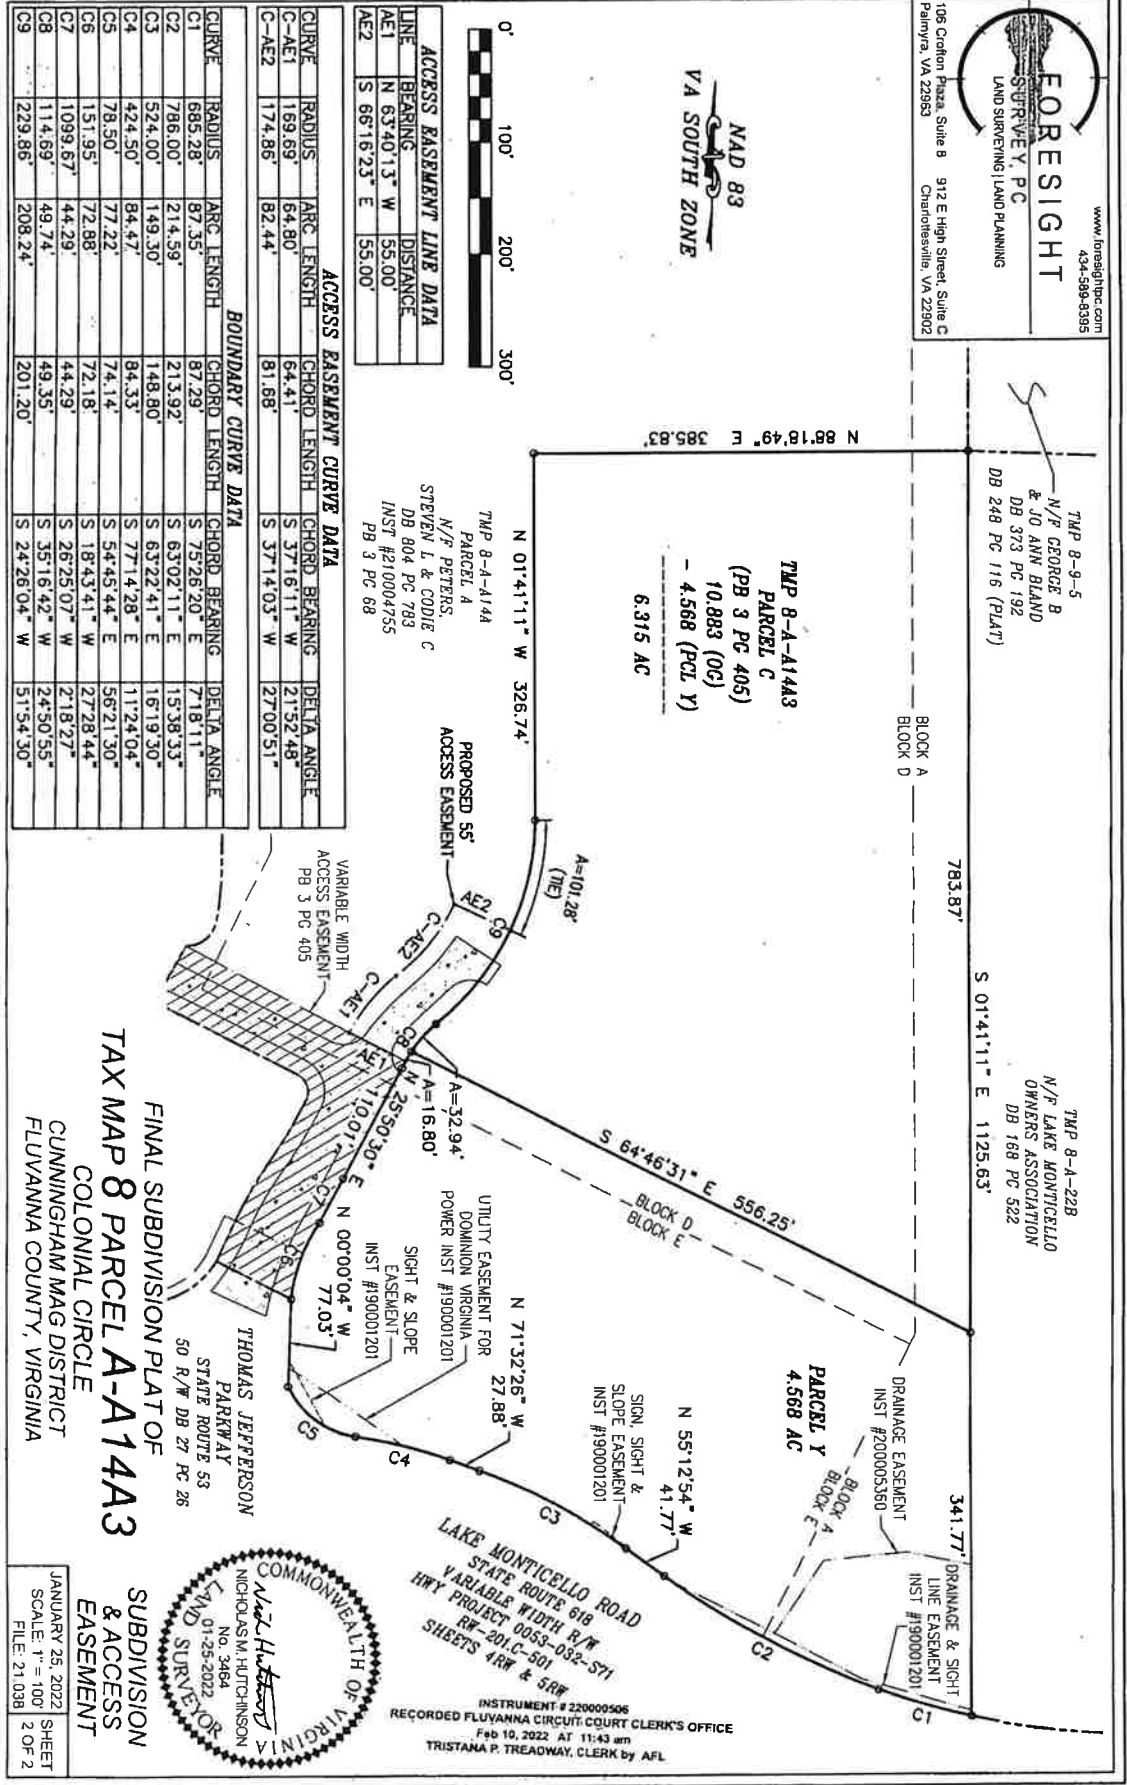 FORESIGHT
SURVEY, PC
LAND SURVEYING | LAND PLANNING
www.foresightpc.com
434-589-8395
106 Crofton Plaza, Suite B
Palmyra, VA 22963
912 E High Street, Suite C
Charlottesville, VA 22902
NAD 83
VA SOUTH ZONE
0'
100'
200'
300'
ACCESS EASEMENT LINE DATA
LINE BEARING DISTANCE
AE1 N 63°40'13" W 55.00'
AE2 S 66°16'23" E 55.00'
ACCESS EASEMENT CURVE DATA
CURVE RADIUS ARC LENGTH CHORD LENGTH CHORD BEARING DELTA ANGLE
C-AE1 169.69' 64.80' 64.41' S 37°16'11" W 21°52'48"
C-AE2 174.86' 82.44' 81.68' S 37°14'03" W 27°00'51"
BOUNDARY CURVE DATA
CURVE RADIUS ARC LENGTH CHORD LENGTH CHORD BEARING DELTA ANGLE
C1 685.28' 87.35' 87.29' S 75°26'20" E 7°18'11"
C2 786.00' 214.59' 213.92' S 63°02'11" E 15°38'33"
C3 524.00' 149.30' 148.80' S 63°22'41" E 16°19'30"
C4 424.50' 84.47' 84.33' S 77°14'28" E 11°24'04"
C5 78.50' 77.22' 74.14' S 54°45'44" E 56°21'30"
C6 151.95' 72.88' 72.18' S 18°43'41" W 27°28'44"
C7 1099.67' 44.29' 44.29' S 26°25'07" W 2°18'27"
C8 114.69' 49.74' 49.35' S 35°16'42" W 24°50'55"
C9 229.86' 208.24' 201.20' S 24°26'04" W 51°54'30"
TMP 8-9-5
N/F GEORGE B
& JO ANN BLAND
DB 373 PG 192
DB 248 PG 116 (PLAT)
N 88°18'49" E 385.83'
BLOCK A
BLOCK D
783.87'
S 01°41'11" E 1125.63'
341.77'
TMP 8-A-22B
N/F LAKE MONTICELLO
OWNERS ASSOCIATION
DB 168 PG 522
TMP 8-A-A14A3
PARCEL C
(PB 3 PG 405)
10.883 (OG)
- 4.568 (PCL Y)
6.315 AC
N 01°41'11" W 326.74'
TMP 8-A-A14A
PARCEL A
N/F PETERS,
STEVEN L & CODIE C
DB 804 PG 783
INST #210004755
PB 3 PG 68
PROPOSED 55'
ACCESS EASEMENT
A=101.28'
(TIE)
AE2
C9
C-AE2
C-AE1
VARIABLE WIDTH
ACCESS EASEMENT
PB 3 PG 405
C8
AE1
A=32.94'
A=16.80'
N 25°50'30" E
110.01'
S 64°46'31" E 556.25'
BLOCK D
BLOCK E
C7
C6
N 00°00'04" W
77.03'
UTILITY EASEMENT FOR
DOMINION VIRGINIA
POWER INST #190001201
SIGHT & SLOPE
EASEMENT
INST #190001201
C5
C4
N 71°32'26" W
27.88'
C3
SIGN, SIGHT &
SLOPE EASEMENT
INST #190001201
N 55°12'54" W
41.77'
PARCEL Y
4.568 AC
DRAINAGE EASEMENT
INST #200005360
BLOCK A
BLOCK E
DRAINAGE & SIGHT
LINE EASEMENT
INST #190001201
C2
C1
THOMAS JEFFERSON
PARKWAY
STATE ROUTE 53
50 R/W DB 27 PG 26
LAKE MONTICELLO ROAD
STATE ROUTE 618
VARIABLE WIDTH R/W
HWY PROJECT 0053-032-S71
RW-201,C-501
SHEETS 4RW & 5RW
INSTRUMENT # 220000506
RECORDED FLUVANNA CIRCUIT COURT CLERK'S OFFICE
Feb 10, 2022 AT 11:43 am
TRISTANA P. TREADWAY, CLERK by AFL
COMMONWEALTH OF VIRGINIA
Nich Hutchinson
NICHOLAS M. HUTCHINSON
No. 3464
01-25-2022
LAND SURVEYOR
FINAL SUBDIVISION PLAT OF
TAX MAP 8 PARCEL A-A14A3
COLONIAL CIRCLE
CUNNINGHAM MAG DISTRICT
FLUVANNA COUNTY, VIRGINIA
SUBDIVISION
& ACCESS
EASEMENT
JANUARY 25, 2022
SCALE: 1" = 100'
FILE: 21.038
SHEET
2 OF 2